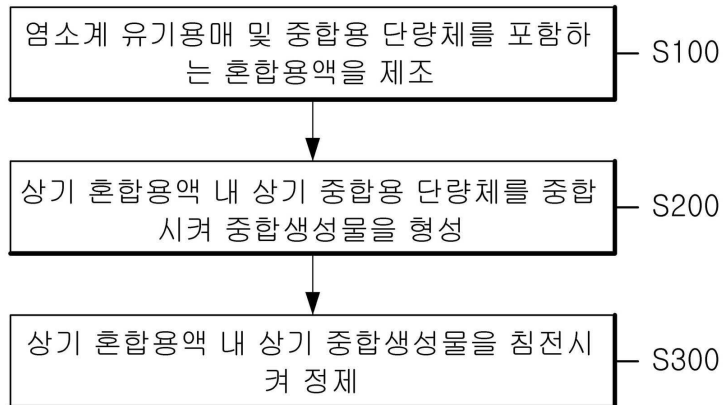 염소계 유기용매 및 중합용 단량체를 포함하
는 혼합용액을 제조
S100
상기 혼합용액 내 상기 중합용 단량체를 중합
시켜 중합생성물을 형성
S200
상기 혼합용액 내 상기 중합생성물을 침전시
켜 정제
S300